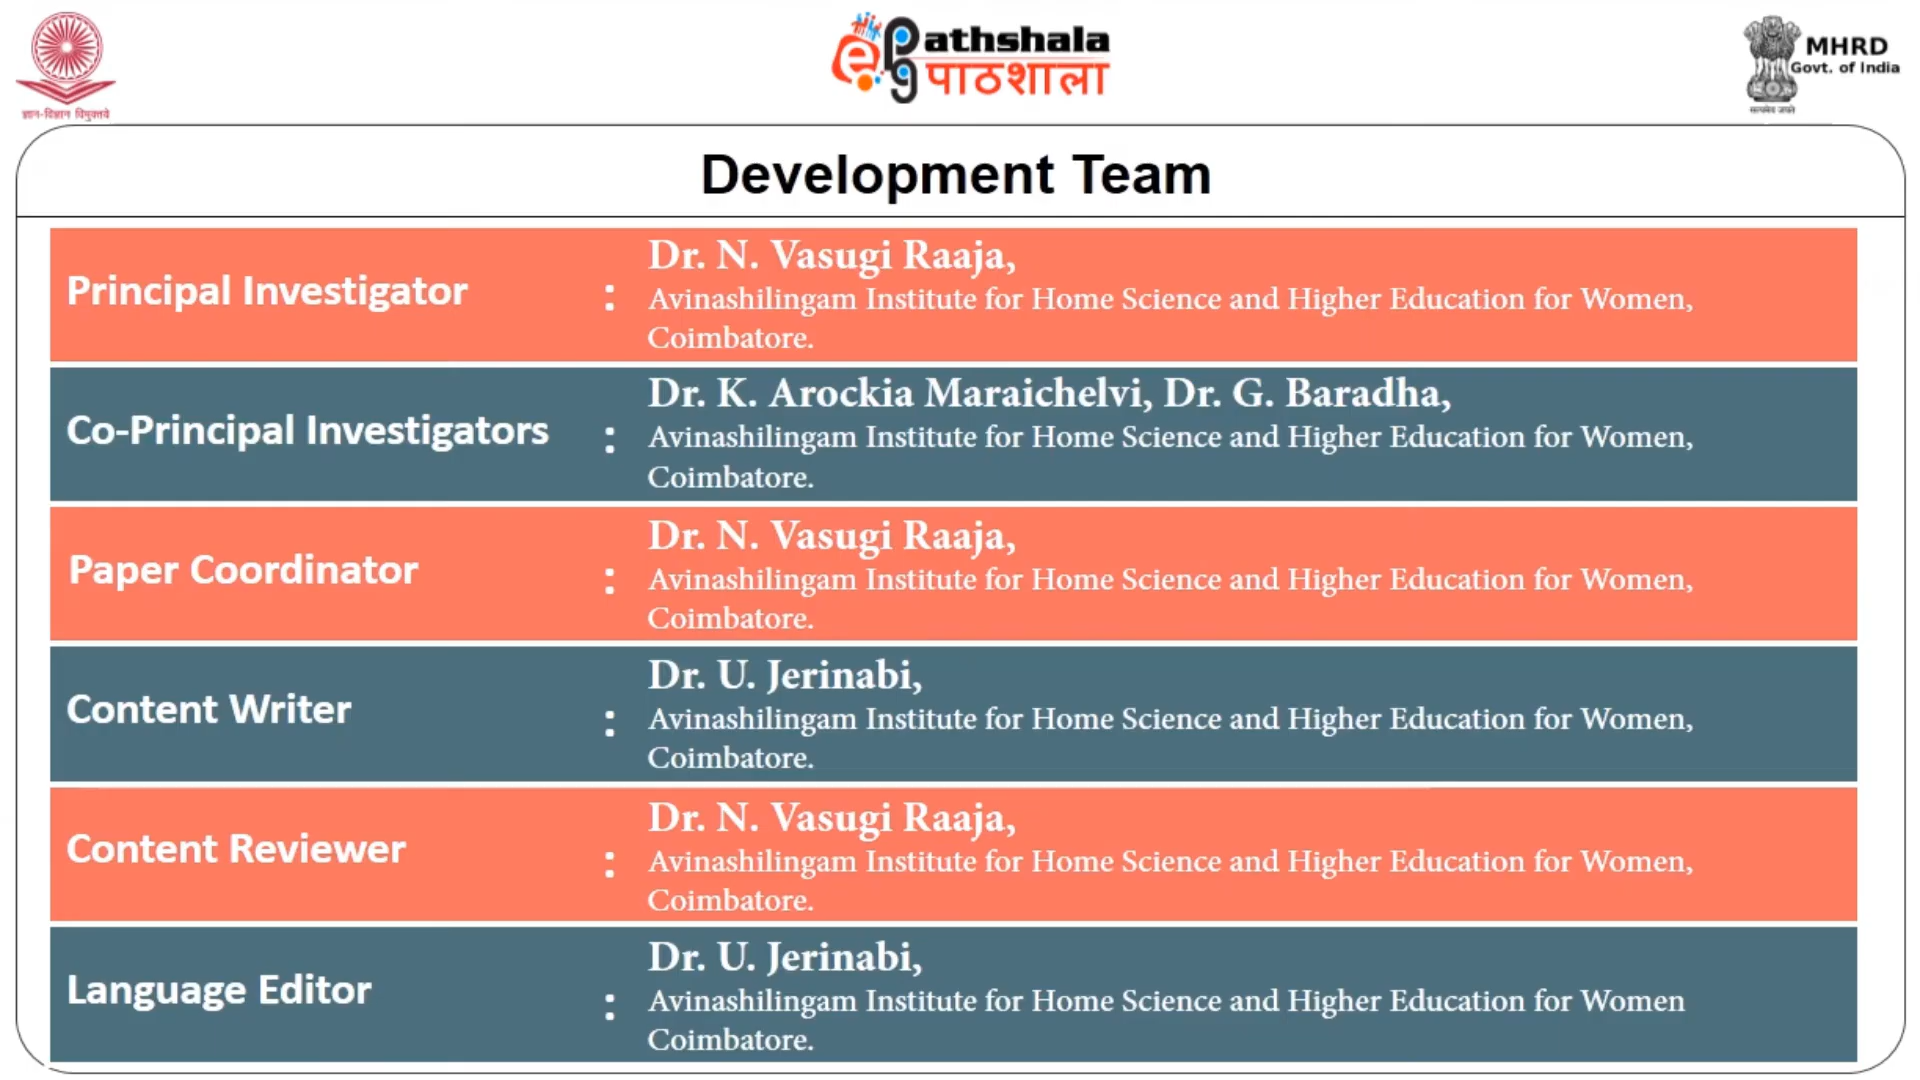 ज्ञान-विज्ञान विमुक्तये
ePG Pathshala
पाठशाला
MHRD
Govt. of India
सत्यमेव जयते
Development Team
Principal Investigator
:
Dr. N. Vasugi Raaja,
Avinashilingam Institute for Home Science and Higher Education for Women,
Coimbatore.
Co-Principal Investigators
:
Dr. K. Arockia Maraichelvi, Dr. G. Baradha,
Avinashilingam Institute for Home Science and Higher Education for Women,
Coimbatore.
Paper Coordinator
:
Dr. N. Vasugi Raaja,
Avinashilingam Institute for Home Science and Higher Education for Women,
Coimbatore.
Content Writer
:
Dr. U. Jerinabi,
Avinashilingam Institute for Home Science and Higher Education for Women,
Coimbatore.
Content Reviewer
:
Dr. N. Vasugi Raaja,
Avinashilingam Institute for Home Science and Higher Education for Women,
Coimbatore.
Language Editor
:
Dr. U. Jerinabi,
Avinashilingam Institute for Home Science and Higher Education for Women
Coimbatore.